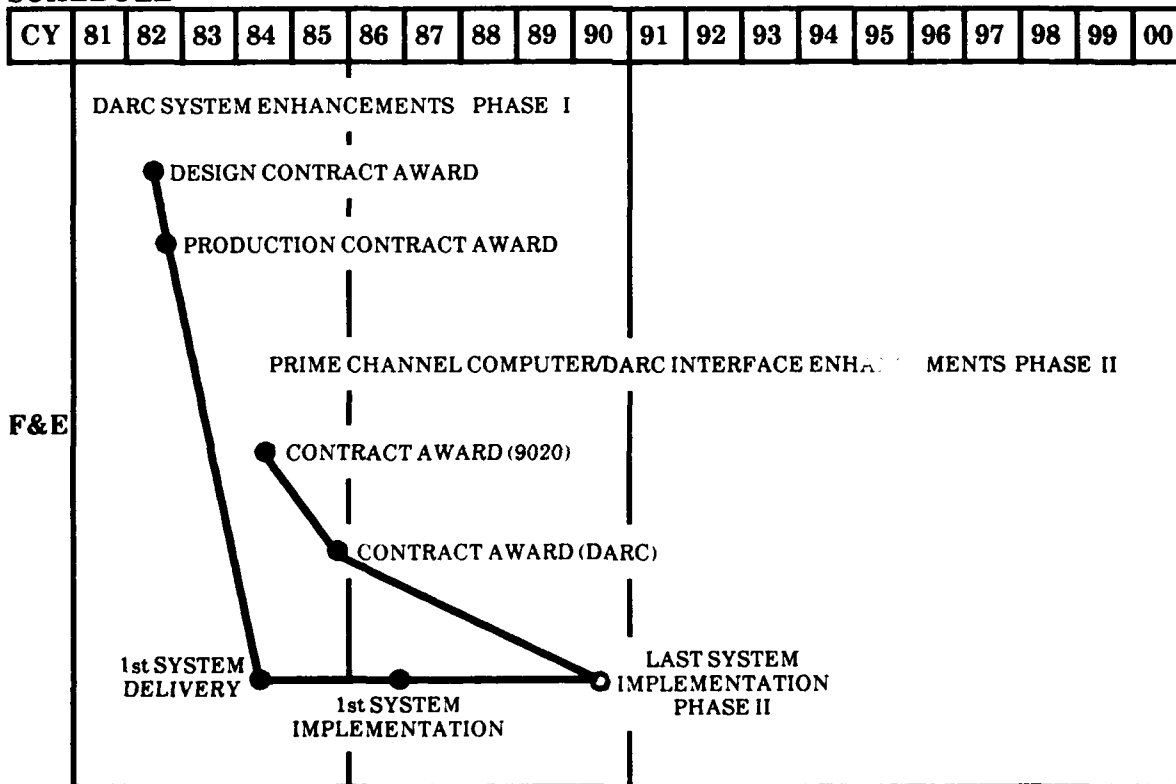 CY 81 82 83 84 85 86 87 88 89 90 91 92 93 94 95 96 97 98 99 00
DARC SYSTEM ENHANCEMENTS PHASE I
DESIGN CONTRACT AWARD
PRODUCTION CONTRACT AWARD
PRIME CHANNEL COMPUTER/DARC INTERFACE ENHA MENTS PHASE II
F&E
CONTRACT AWARD (9020)
CONTRACT AWARD (DARC)
1st SYSTEM
DELIVERY
1st SYSTEM
IMPLEMENTATION
LAST SYSTEM
IMPLEMENTATION
PHASE II